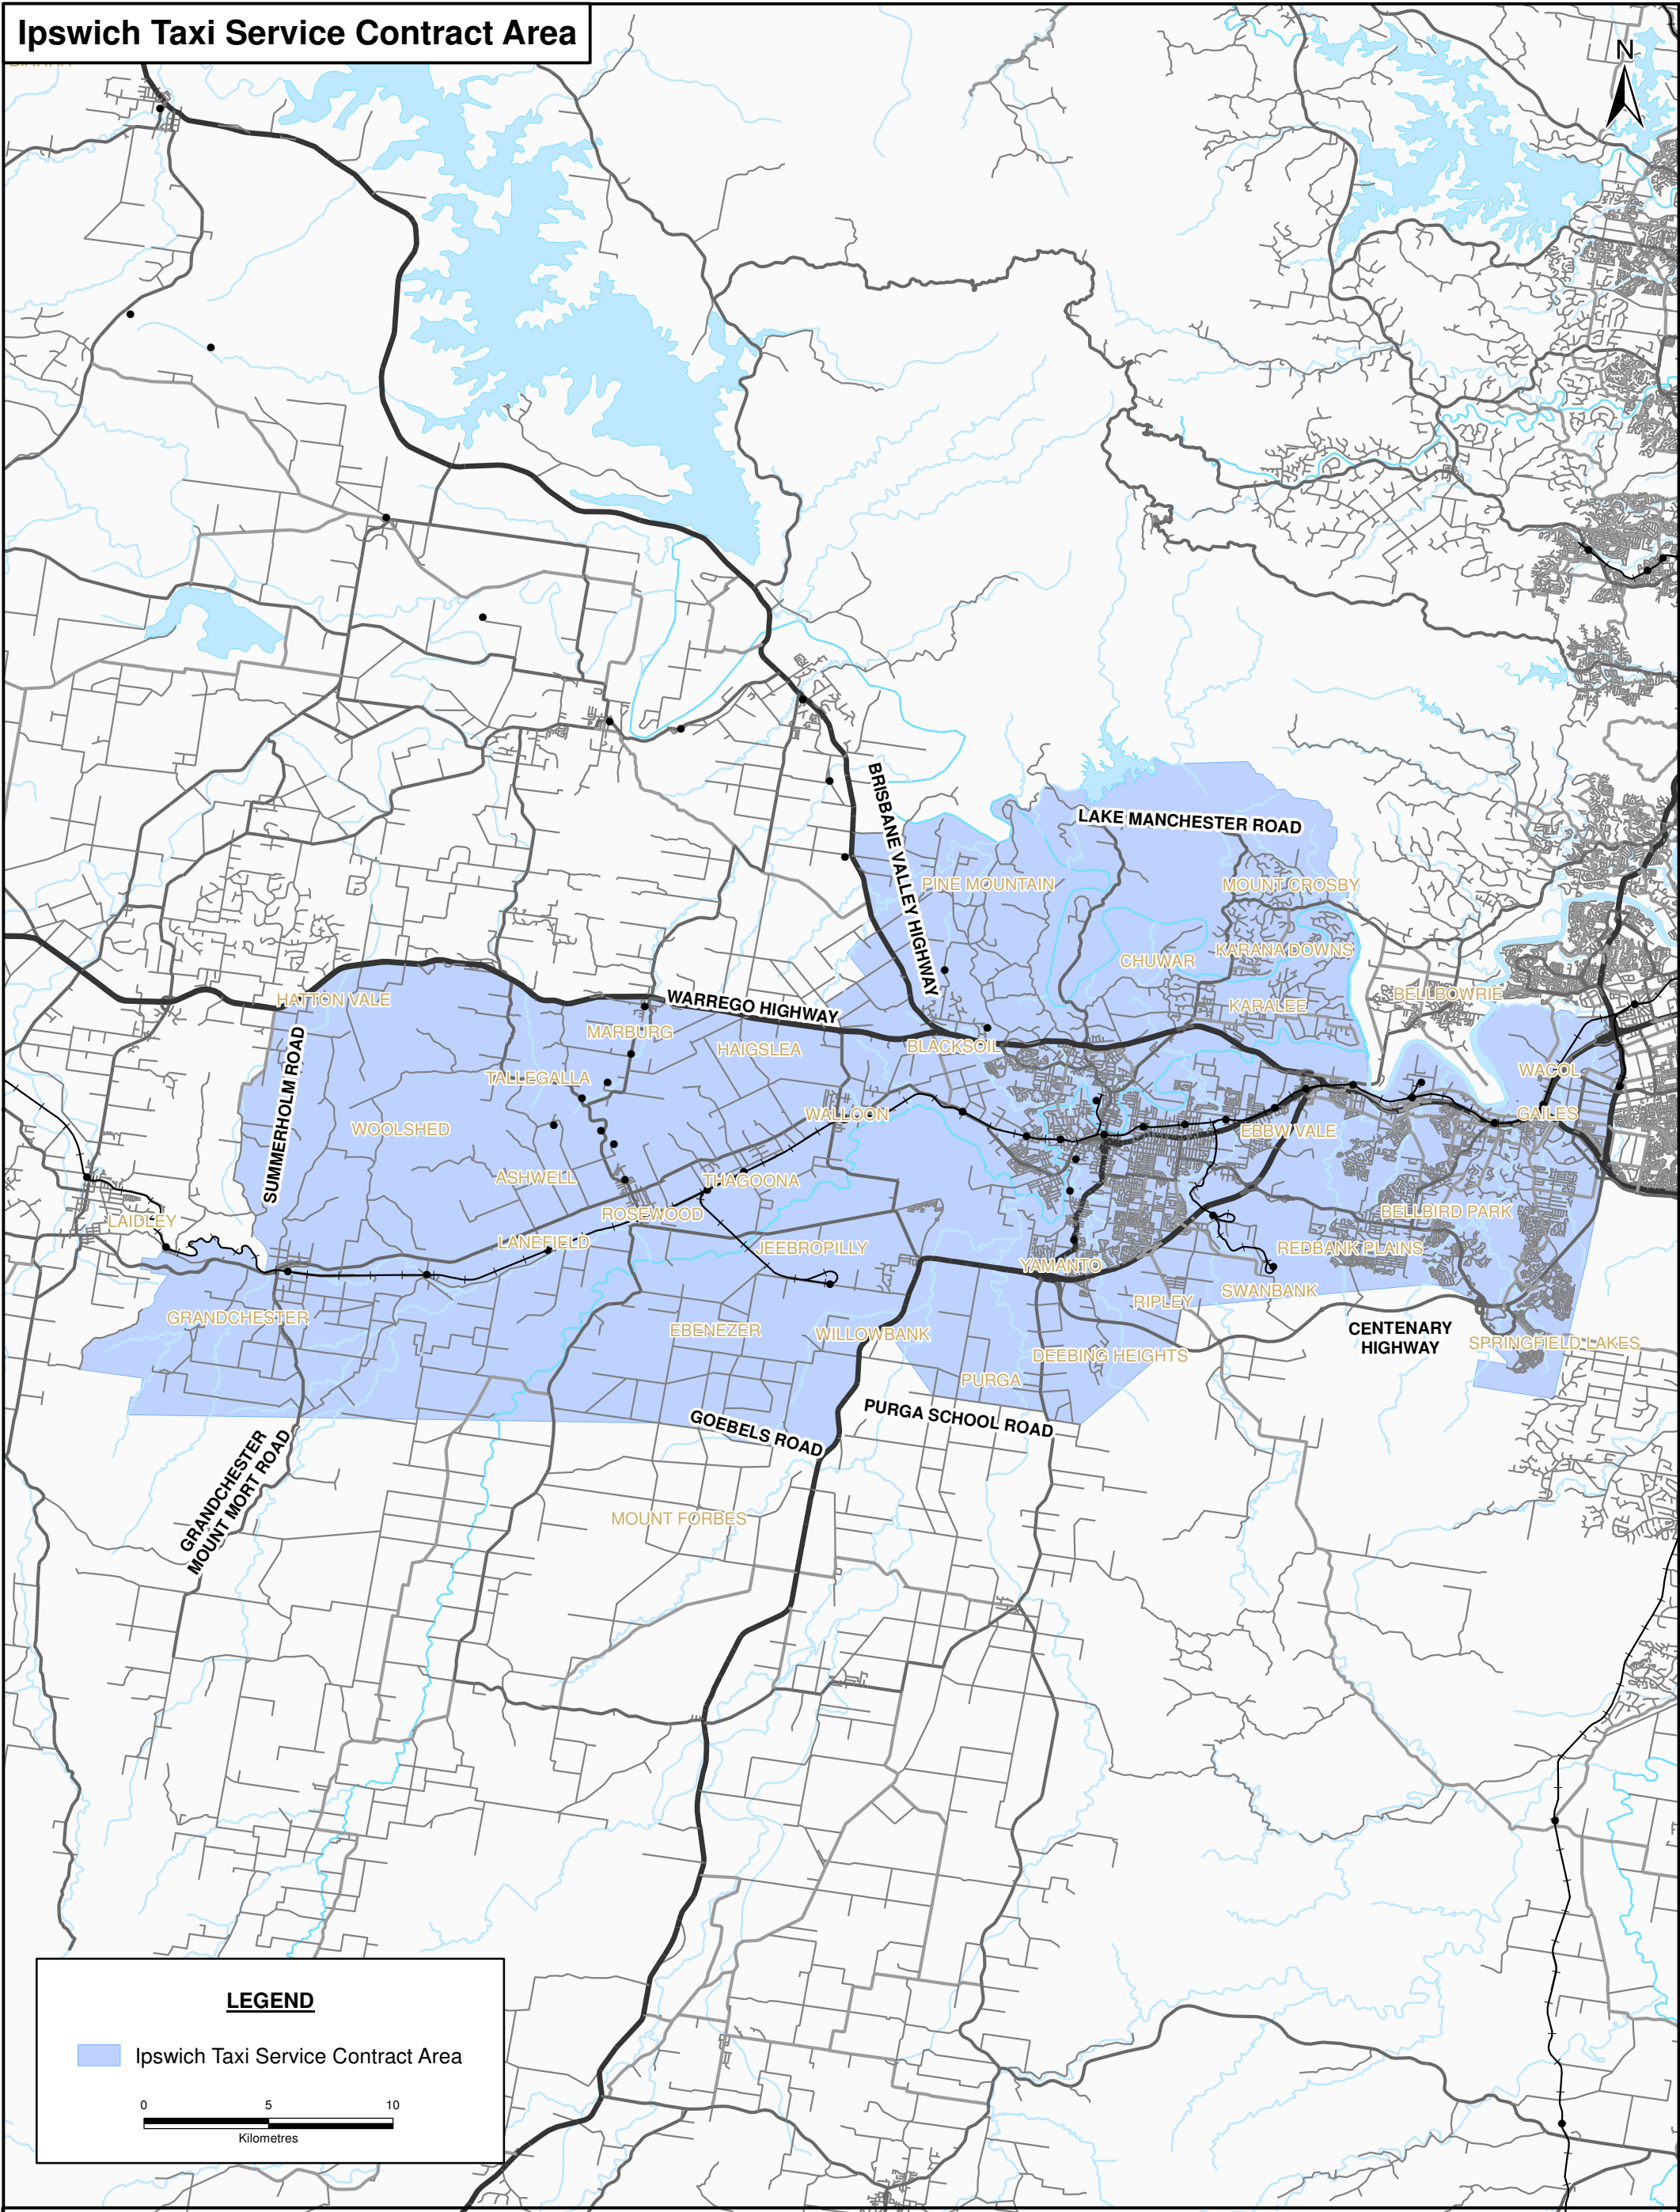 Ipswich Taxi Service Contract Area
N
BRISBANE VALLEY HIGHWAY
LAKE MANCHESTER ROAD
PINE MOUNTAIN
MOUNT CROSBY
KARANA DOWNS
CHUWAR
BELLBOWRIE
HATTON VALE
WARREGO HIGHWAY
KARALEE
MARBURG
HAIGSLEA
BLACKSOIL
SUMMERHOLM ROAD
TALLEGALLA
WACOL
WALLOON
GAILES
WOOLSHED
EBBW VALE
ASHWELL
THAGOONA
ROSEWOOD
BELLBIRD PARK
LAIDLEY
LANEFIELD
JEEBROPILLY
REDBANK PLAINS
YAMANTO
SWANBANK
RIPLEY
GRANDCHESTER
EBENEZER
WILLOWBANK
CENTENARY
HIGHWAY
SPRINGFIELD LAKES
DEEBING HEIGHTS
PURGA
GOEBELS ROAD
PURGA SCHOOL ROAD
GRANDCHESTER
MOUNT MORT ROAD
MOUNT FORBES
LEGEND
Ipswich Taxi Service Contract Area
0 5 10
Kilometres